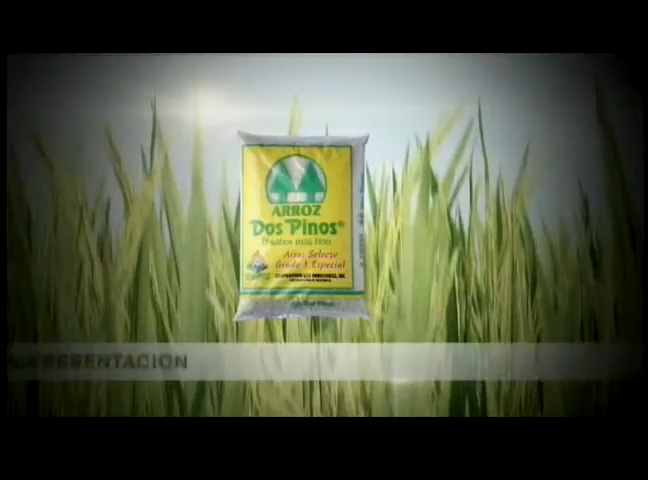 ARROZ
Dos Pinos®
El sabor más fino
Arroz Selecto
Grado 1 Especial
PRESENTACION